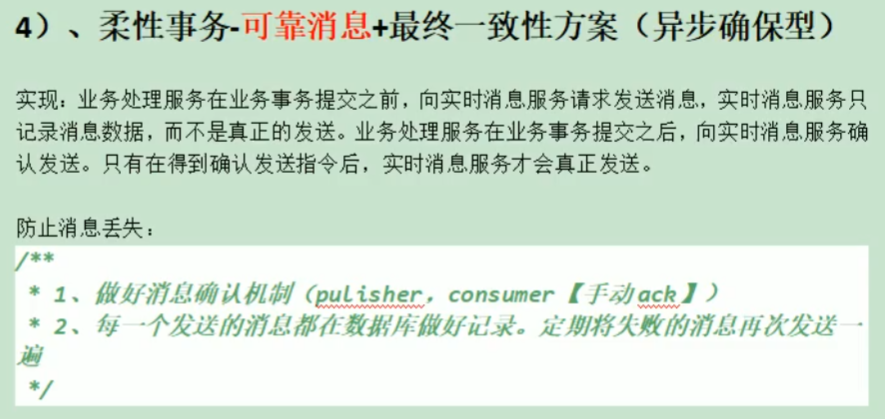 4）、柔性事务-可靠消息+最终一致性方案（异步确保型）
实现：业务处理服务在业务事务提交之前，向实时消息服务请求发送消息，实时消息服务只
记录消息数据，而不是真正的发送。业务处理服务在业务事务提交之后，向实时消息服务确
认发送。只有在得到确认发送指令后，实时消息服务才会真正发送。
防止消息丢失：
/**
* 1、做好消息确认机制（pulisher，consumer【手动ack】）
* 2、每一个发送的消息都在数据库做好记录。定期将失败的消息再次发送一
遍
*/